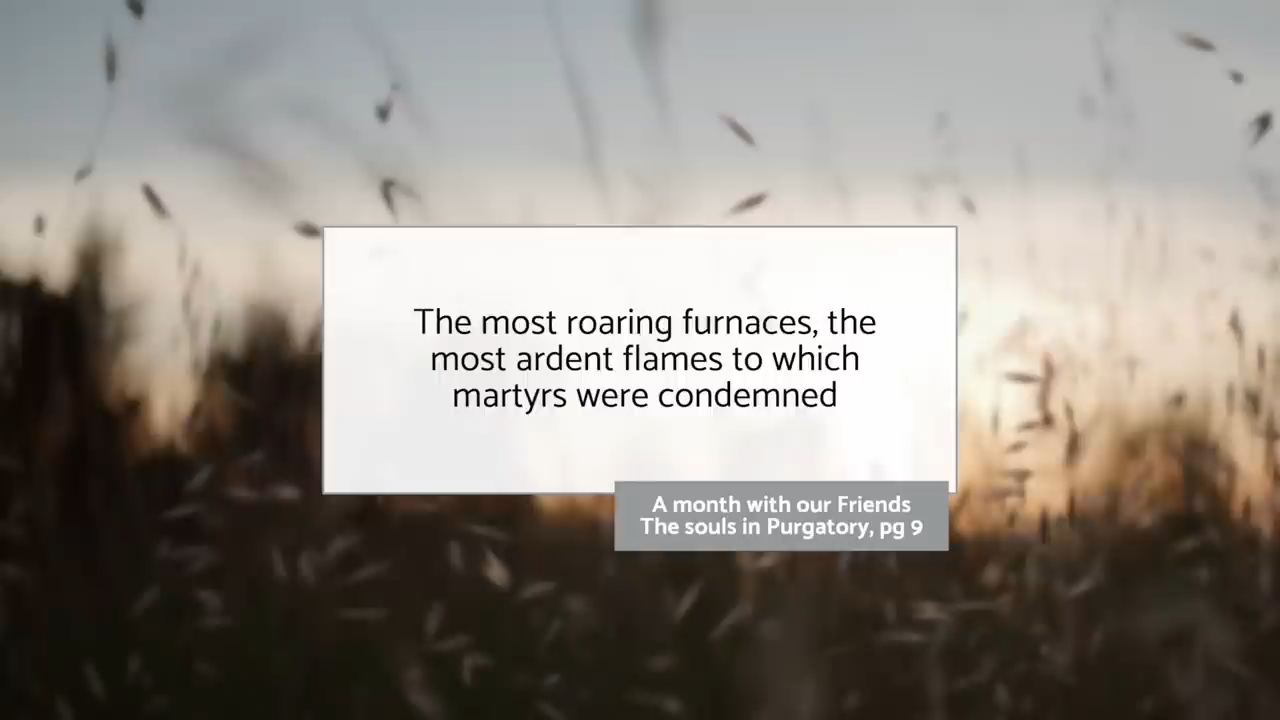 The most roaring furnaces, the
most ardent flames to which
martyrs were condemned
A month with our Friends
The souls in Purgatory, pg 9